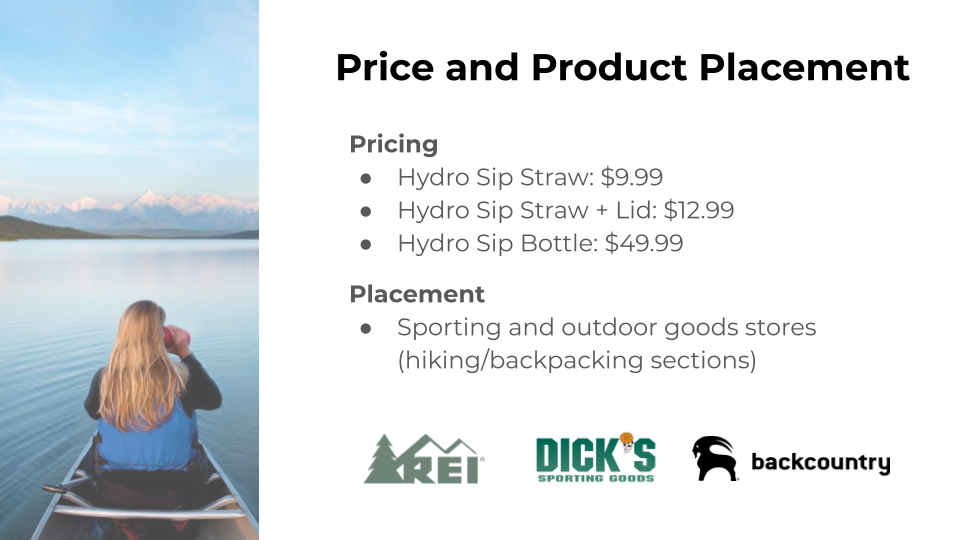 Price and Product Placement
Pricing
● Hydro Sip Straw: $9.99
● Hydro Sip Straw + Lid: $12.99
● Hydro Sip Bottle: $49.99
Placement
● Sporting and outdoor goods stores
(hiking/backpacking sections)
REI®
DICK'S
SPORTING GOODS
backcountry